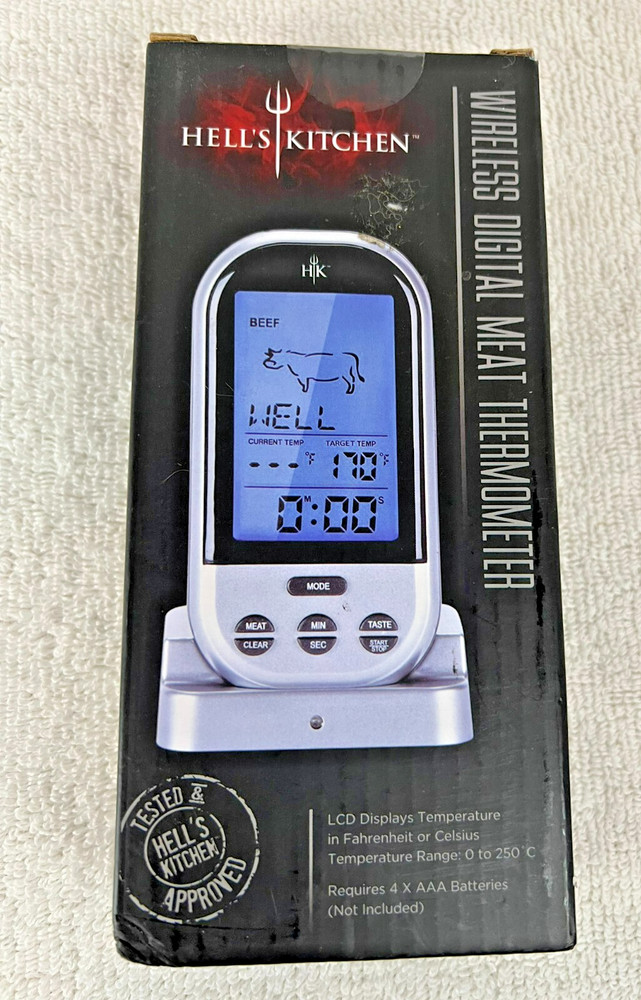 HELL'S KITCHEN™
WIRELESS DIGITAL MEAT THERMOMETER
HK™
BEEF
WELL
CURRENT TEMP TARGET TEMP
---°F 170°F
0:00 M S
MODE
MEAT MIN TASTE
CLEAR SEC START STOP
TESTED &
HELL'S
KITCHEN
APPROVED
LCD Displays Temperature
in Fahrenheit or Celsius
Temperature Range: 0 to 250°C
Requires 4 X AAA Batteries
(Not Included)